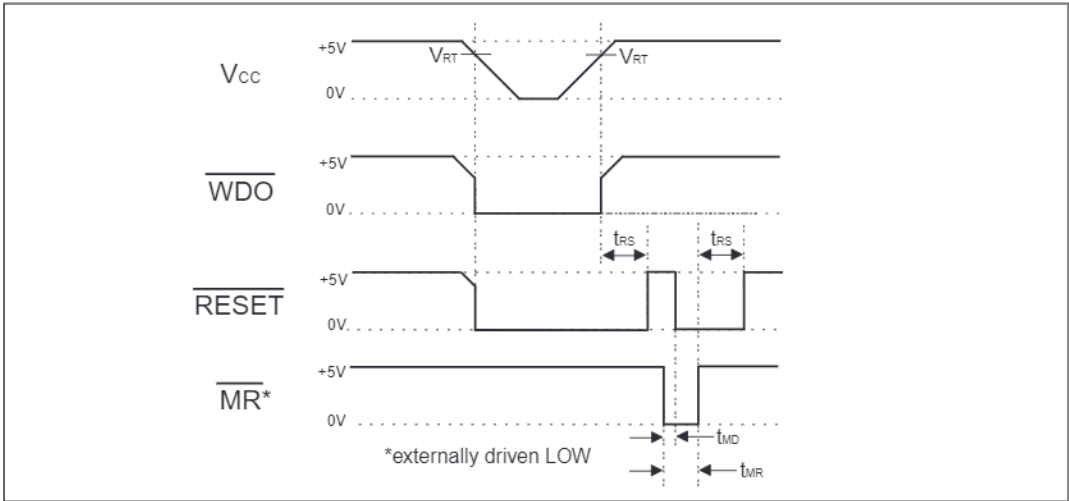 +5V
VRT
VRT
VCC
0V
+5V
WDO
0V
tRS
tRS
+5V
RESET
0V
+5V
MR*
0V
tMD
*externally driven LOW
tMR